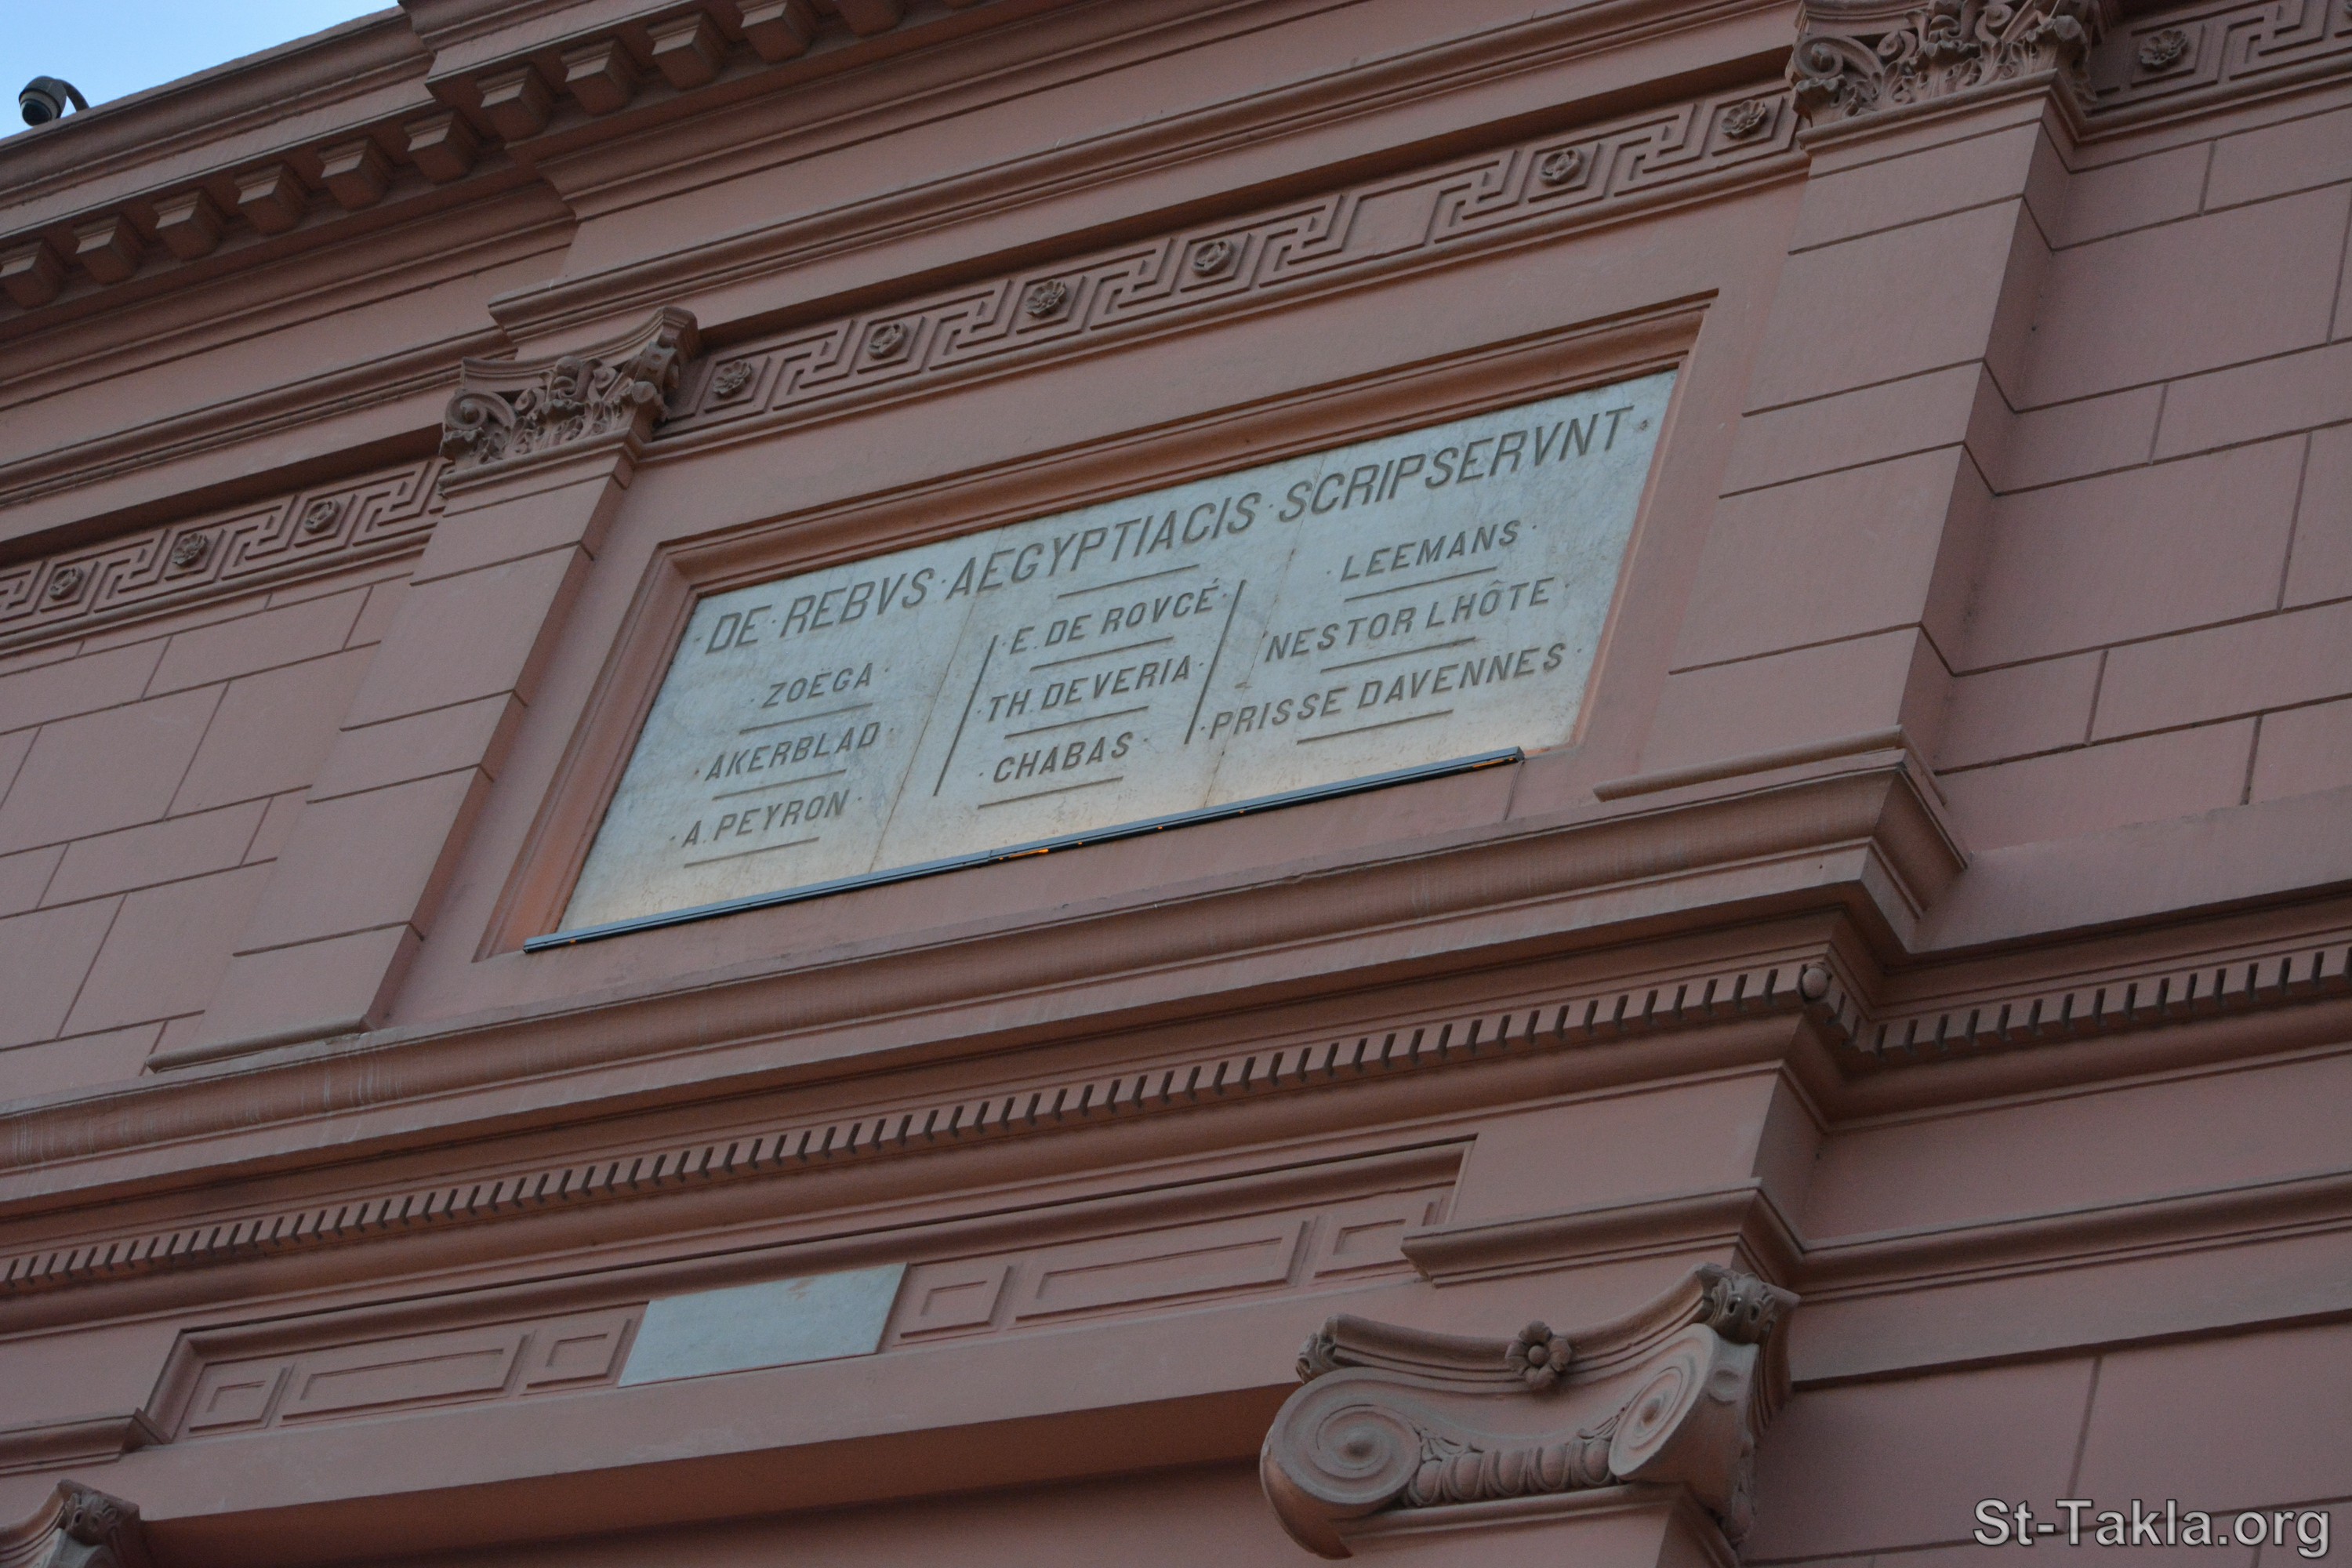 ·DE·REBVS·AEGYPTIACIS·SCRIPSERVNT·
·ZOËGA·
·AKERBLAD·
·A.PEYRON·
·E.DE ROVCÉ·
·TH.DEVERIA·
·CHABAS·
·LEEMANS·
·NESTOR LHÔTE·
·PRISSE DAVENNES·
St-Takla.org